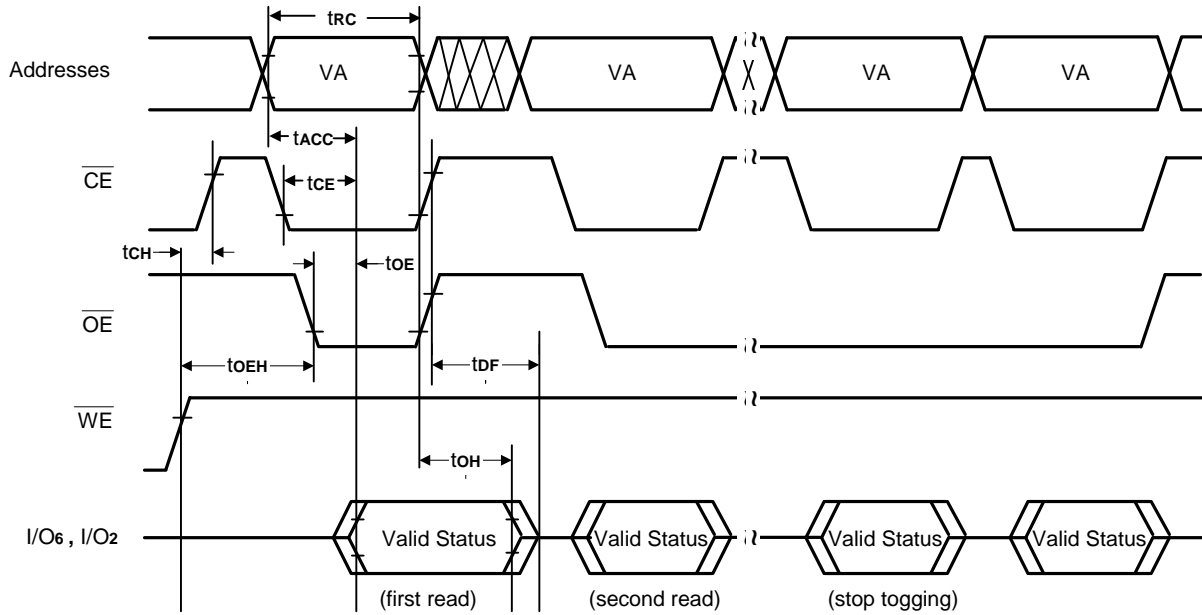 tRC
Addresses VA VA VA VA
tACC
CE
tCE
tCH
tOE
OE
tOEH
tDF
WE
tOH
I/O6 , I/O2 Valid Status Valid Status Valid Status Valid Status
(first read) (second read) (stop togging)